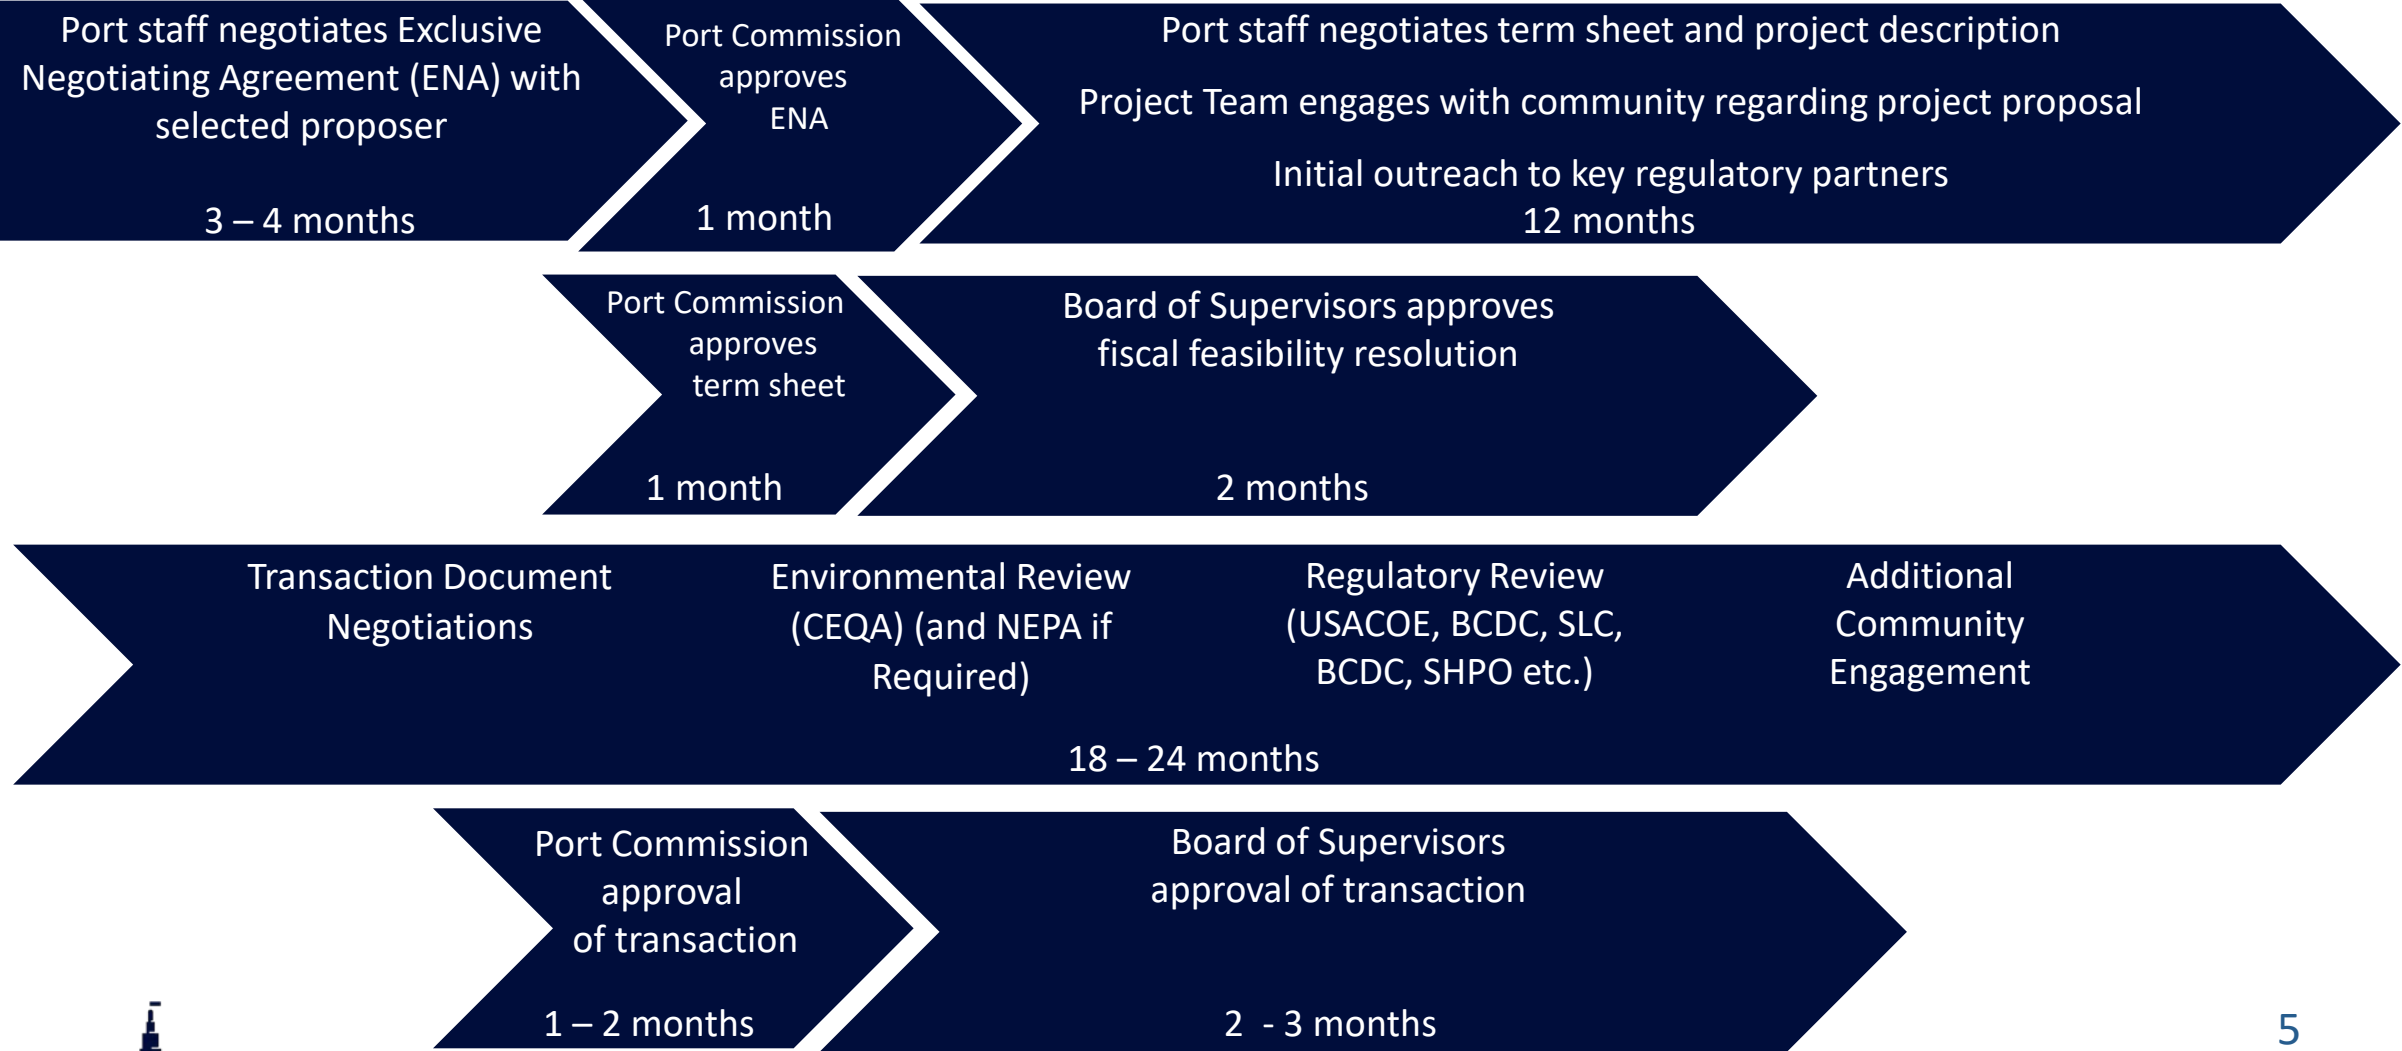 Port staff negotiates Exclusive
Negotiating Agreement (ENA) with
selected proposer
3 – 4 months
Port Commission
approves
ENA
1 month
Port staff negotiates term sheet and project description
Project Team engages with community regarding project proposal
Initial outreach to key regulatory partners
12 months
Port Commission
approves
term sheet
1 month
Board of Supervisors approves
fiscal feasibility resolution
2 months
Transaction Document
Negotiations
Environmental Review
(CEQA) (and NEPA if
Required)
Regulatory Review
(USACOE, BCDC, SLC,
BCDC, SHPO etc.)
Additional
Community
Engagement
18 – 24 months
Port Commission
approval
of transaction
1 – 2 months
Board of Supervisors
approval of transaction
2  - 3 months
5